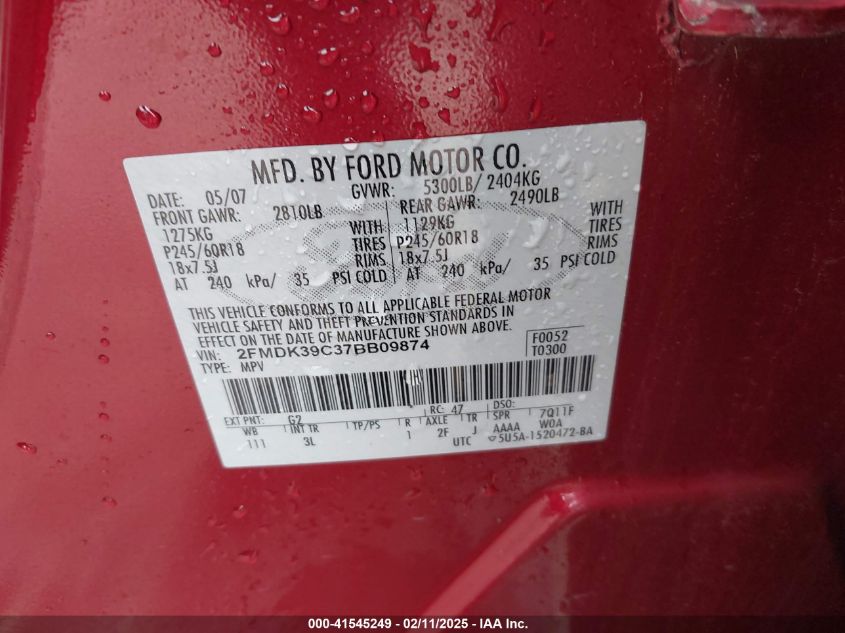 MFD. BY FORD MOTOR CO.
DATE: 05/07 GVWR: 5300LB/ 2404KG
FRONT GAWR: 2810LB REAR GAWR: 2490LB
1275KG WITH 1129KG WITH
P245/60R18 TIRES P245/60R18 TIRES
18x7.5J RIMS 18x7.5J RIMS
AT 240 kPa/ 35 PSI COLD AT 240 kPa/ 35 PSI COLD
Ford
THIS VEHICLE CONFORMS TO ALL APPLICABLE FEDERAL MOTOR
VEHICLE SAFETY AND THEFT PREVENTION STANDARDS IN
EFFECT ON THE DATE OF MANUFACTURE SHOWN ABOVE.
VIN: 2FMDK39C37BB09874 F0052
TYPE: MPV T0300
EXT PNT: G2 RC: 47 DSO:
WB INT TR TP/PS R AXLE TR SPR 7Q11F
111 3L 1 2F J AAAA W0A
UTC 5U5A-1520472-BA
000-41545249 - 02/11/2025 - IAA Inc.